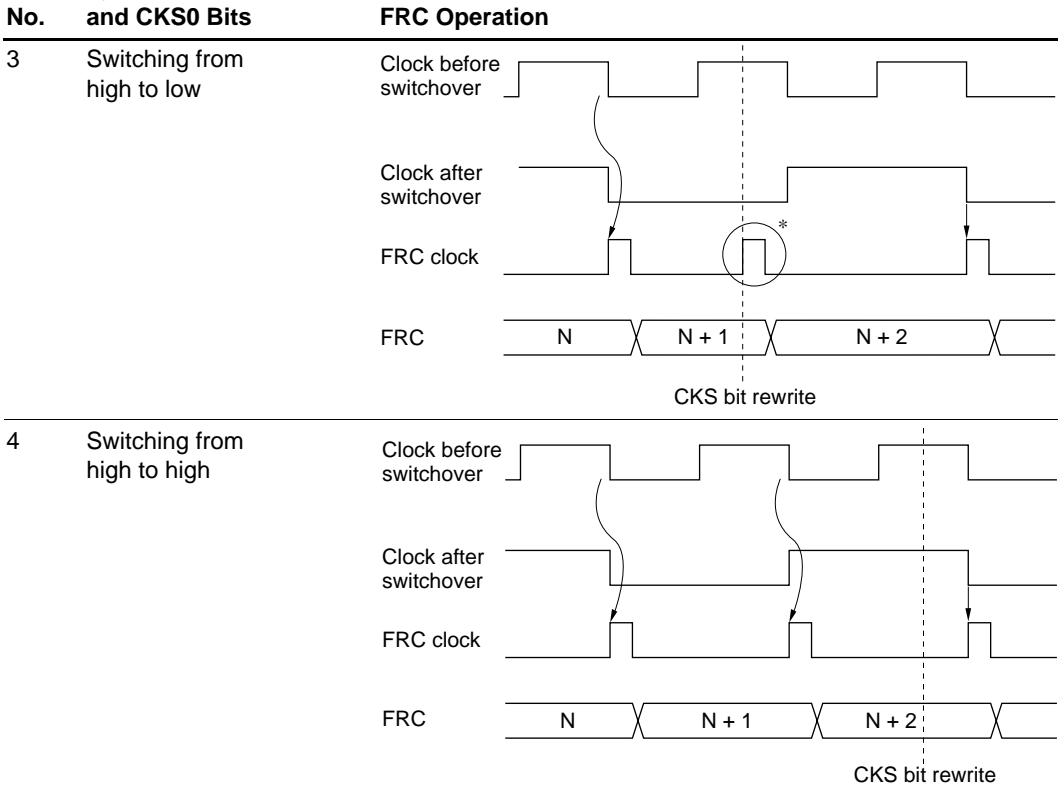 No. and CKS0 Bits FRC Operation
3 Switching from
high to low
Clock before
switchover
Clock after
switchover
*
FRC clock
FRC N N + 1 N + 2
CKS bit rewrite
4 Switching from
high to high
Clock before
switchover
Clock after
switchover
FRC clock
FRC N N + 1 N + 2
CKS bit rewrite